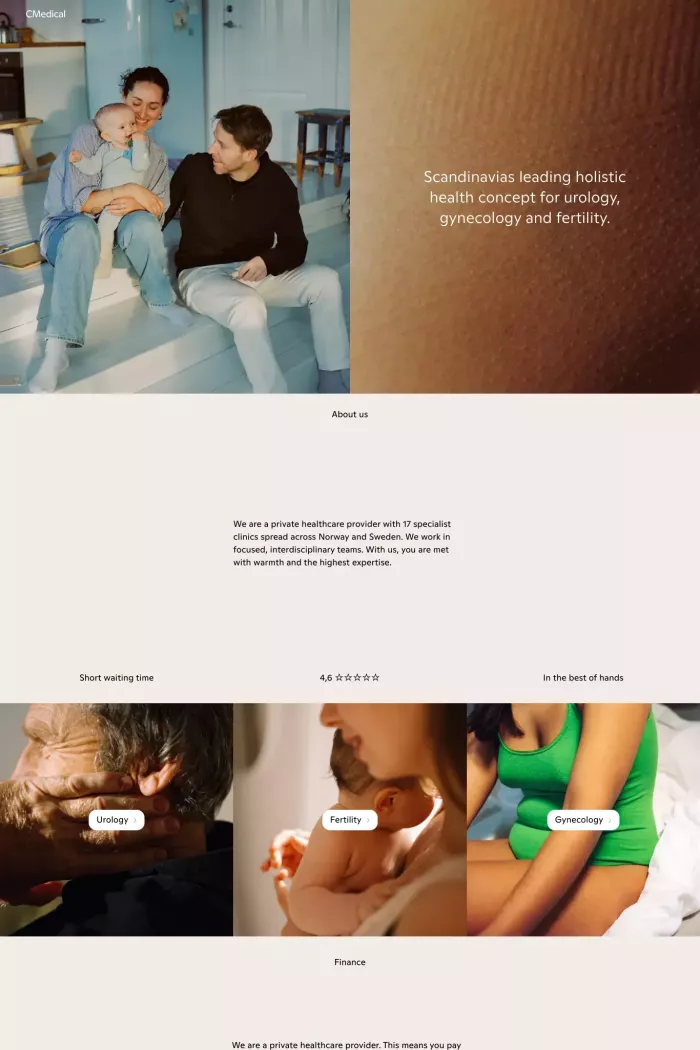 CMedical
Scandinavias leading holistic
health concept for urology,
gynecology and fertility.
About us
We are a private healthcare provider with 17 specialist
clinics spread across Norway and Sweden. We work in
focused, interdisciplinary teams. With us, you are met
with warmth and the highest expertise.
Short waiting time
4,6 ☆☆☆☆☆
In the best of hands
Urology ›
Fertility ›
Gynecology ›
Finance
We are a private healthcare provider. This means you pay